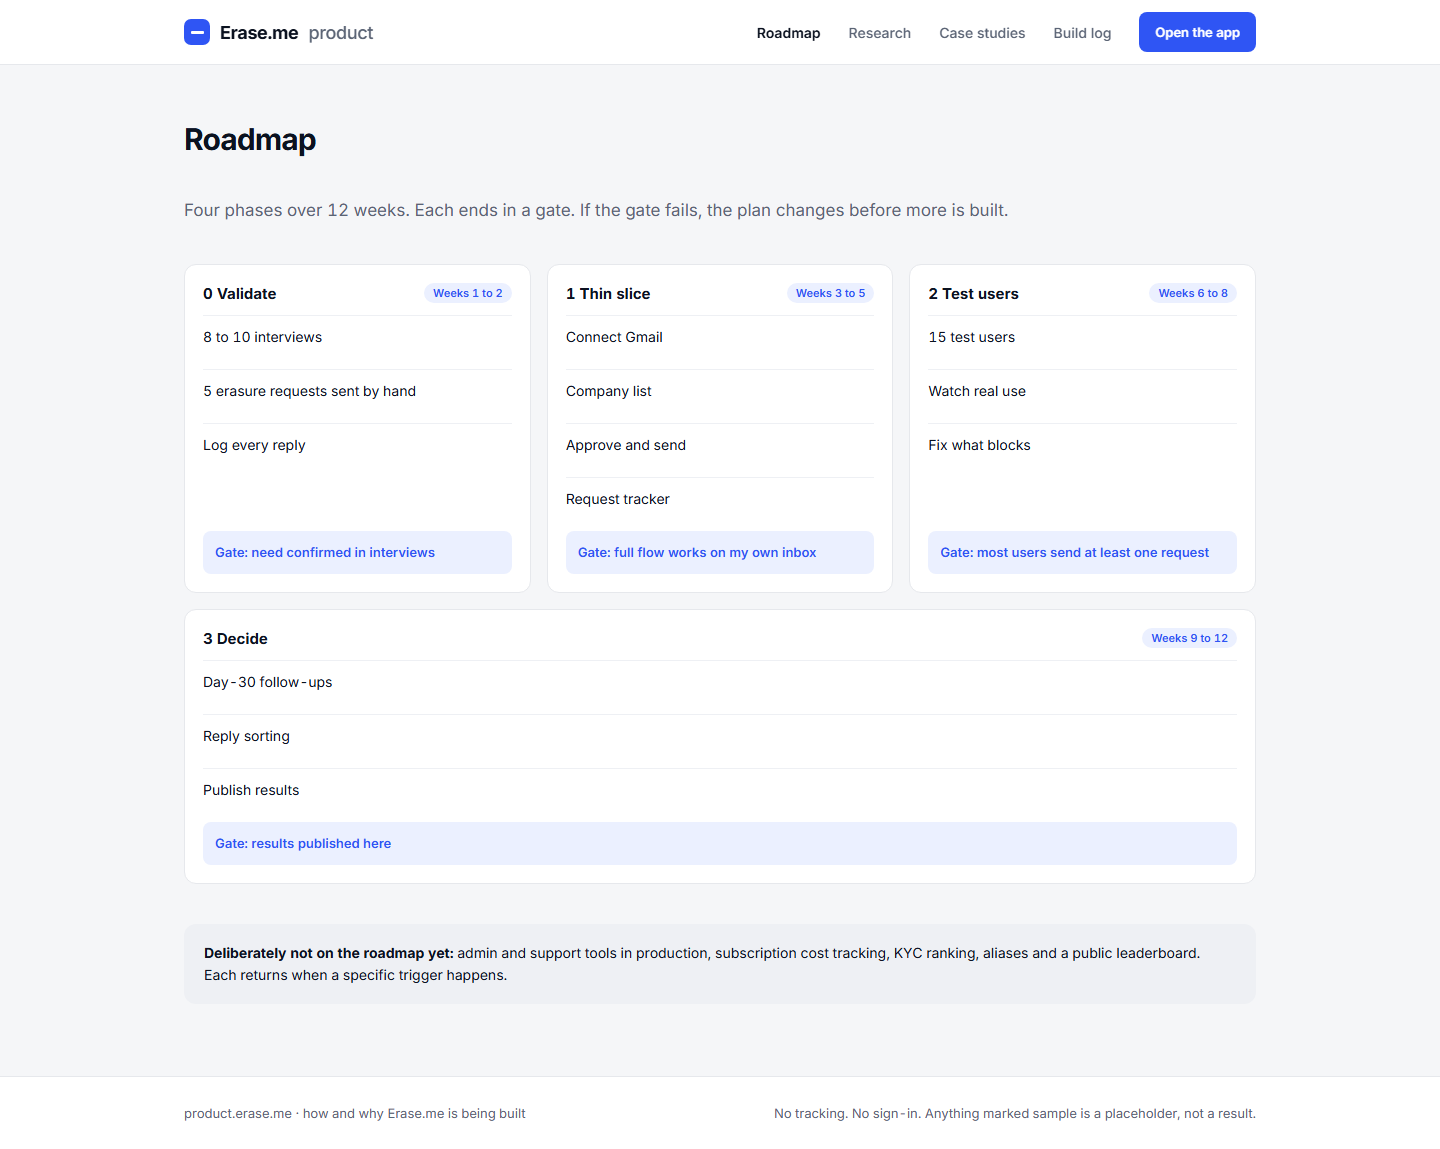 Erase.me product
Roadmap Research Case studies Build log Open the app
Roadmap
Four phases over 12 weeks. Each ends in a gate. If the gate fails, the plan changes before more is built.
0 Validate Weeks 1 to 2
8 to 10 interviews
5 erasure requests sent by hand
Log every reply
Gate: need confirmed in interviews
1 Thin slice Weeks 3 to 5
Connect Gmail
Company list
Approve and send
Request tracker
Gate: full flow works on my own inbox
2 Test users Weeks 6 to 8
15 test users
Watch real use
Fix what blocks
Gate: most users send at least one request
3 Decide Weeks 9 to 12
Day-30 follow-ups
Reply sorting
Publish results
Gate: results published here
Deliberately not on the roadmap yet: admin and support tools in production, subscription cost tracking, KYC ranking, aliases and a public leaderboard.
Each returns when a specific trigger happens.
product.erase.me · how and why Erase.me is being built
No tracking. No sign-in. Anything marked sample is a placeholder, not a result.